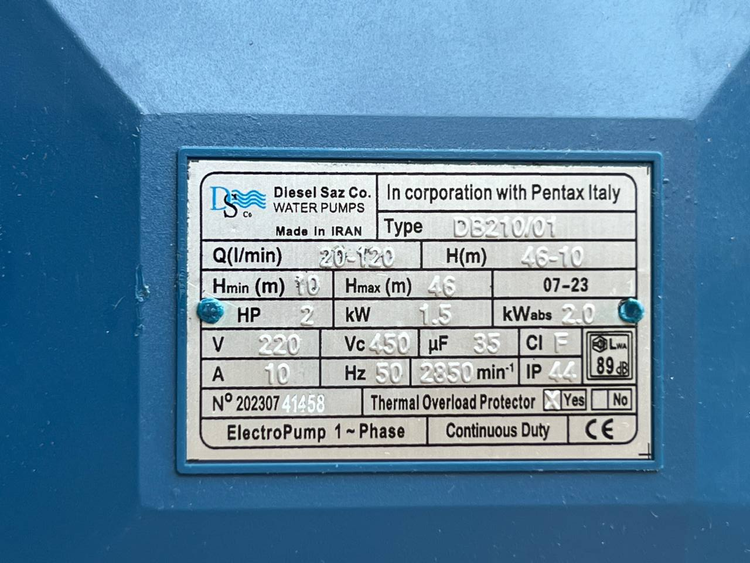 DS Co Diesel Saz Co.
WATER PUMPS
Made In IRAN
In corporation with Pentax Italy
Type DB210/01
Q(l/min) 20-120 H(m) 46-10
Hmin (m) 10 Hmax (m) 46 07-23
HP 2 kW 1.5 kWabs 2.0
V 220 Vc 450 µF 35 Cl F
LWA
89 dB
A 10 Hz 50 2850 min-1 IP 44
Nº 202307 41458 Thermal Overload Protector X Yes No
ElectroPump 1~Phase Continuous Duty CE